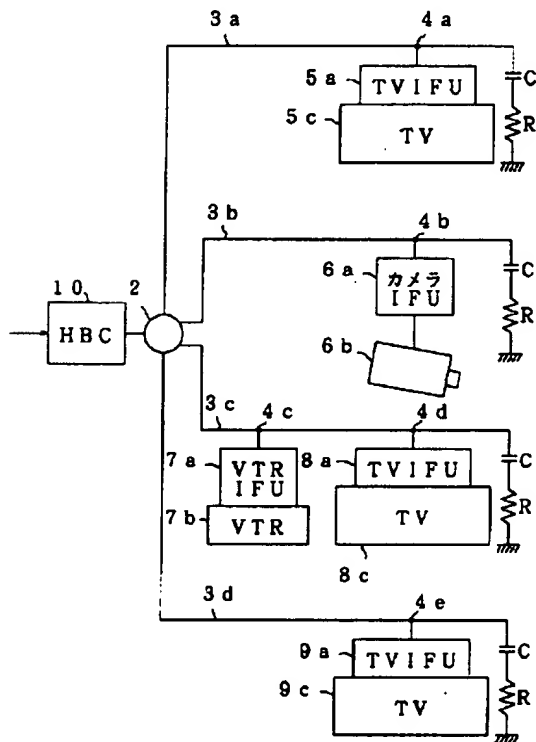 3a
4a
5a
TVIFU
C
5c
TV
R
3b
4b
6a
カメラ
IFU
C
10
2
HBC
R
6b
3c
4c
4d
7a
VTR
IFU
8a
TVIFU
C
7b
VTR
TV
R
8c
3d
4e
9a
TVIFU
C
9c
TV
R